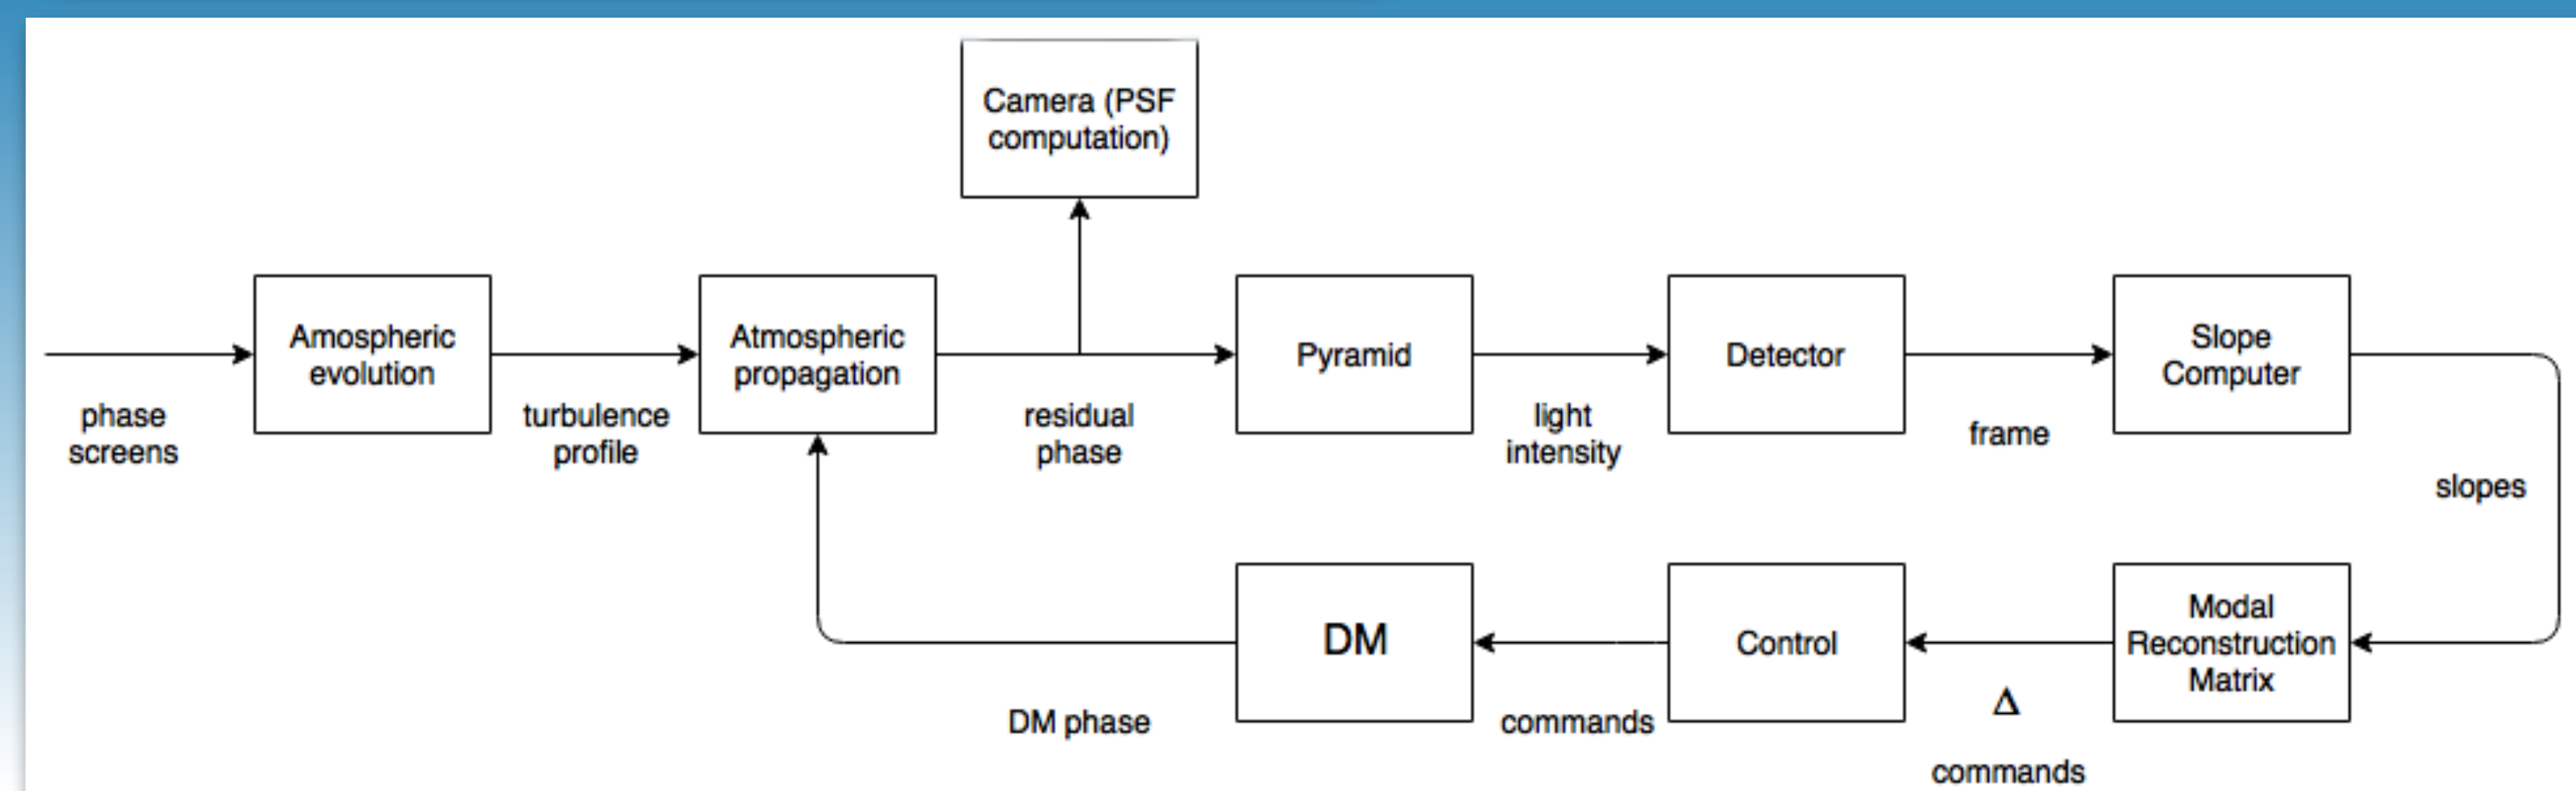 Camera (PSF
computation)
Amospheric
evolution
Atmospheric
propagation
Pyramid
Detector
Slope
Computer
phase
screens
turbulence
profile
residual
phase
light
intensity
frame
slopes
DM
Control
Modal
Reconstruction
Matrix
DM phase
commands
Δ
commands